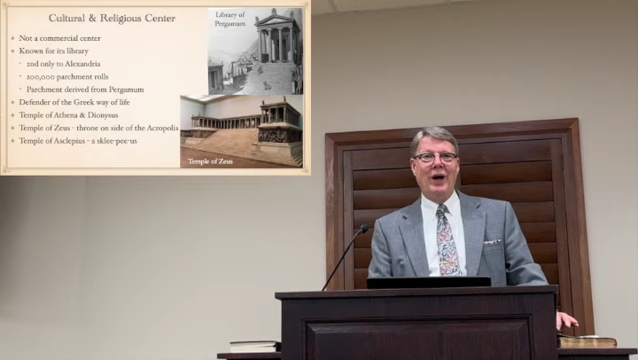 Cultural & Religious Center
Not a commercial center
Known for its library
2nd only to Alexandria
200,000 parchment rolls
Parchment derived from Pergamum
Defender of the Greek way of life
Temple of Athena & Dionysus
Temple of Zeus - throne on side of the Acropolis
Temple of Asclepius - a sklee-pee-us
Library of
Pergamum
Temple of Zeus